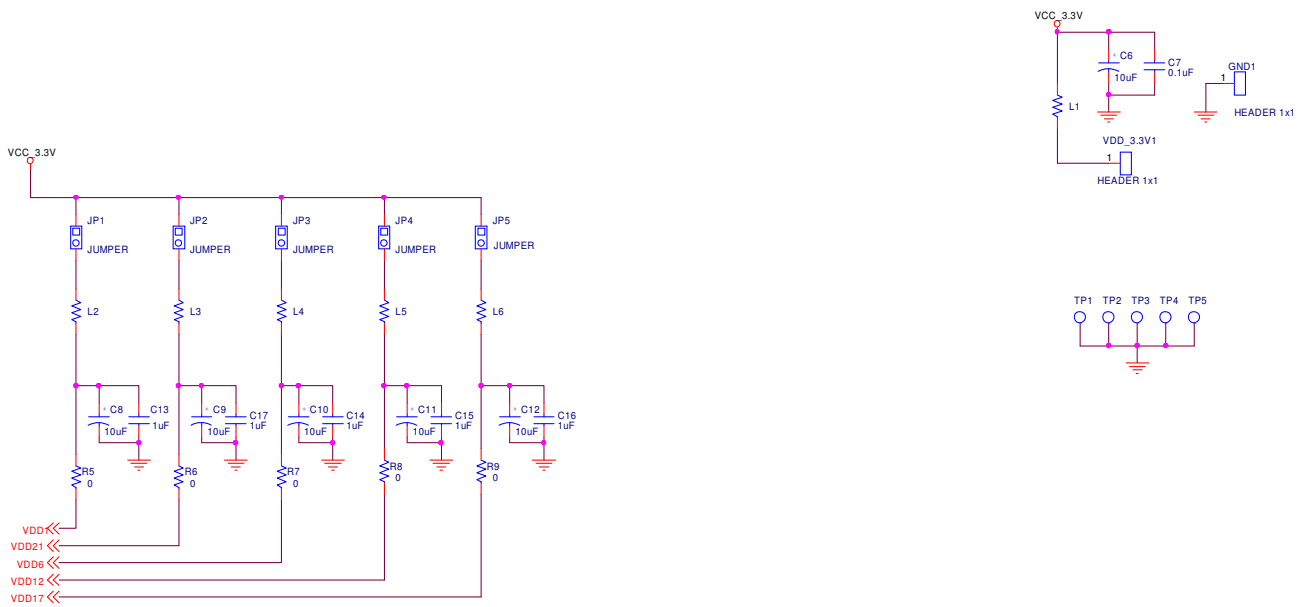 VCC_3.3V
C6
10uF
C7
0.1uF
GND1
1
HEADER 1x1
L1
VDD_3.3V1
1
HEADER 1x1
VCC_3.3V
JP1
JUMPER
JP2
JUMPER
JP3
JUMPER
JP4
JUMPER
JP5
JUMPER
L2
L3
L4
L5
L6
TP1
TP2
TP3
TP4
TP5
C8
10uF
C13
1uF
C9
10uF
C17
1uF
C10
10uF
C14
1uF
C11
10uF
C15
1uF
C12
10uF
C16
1uF
R5
0
R6
0
R7
0
R8
0
R9
0
VDD1
VDD21
VDD6
VDD12
VDD17